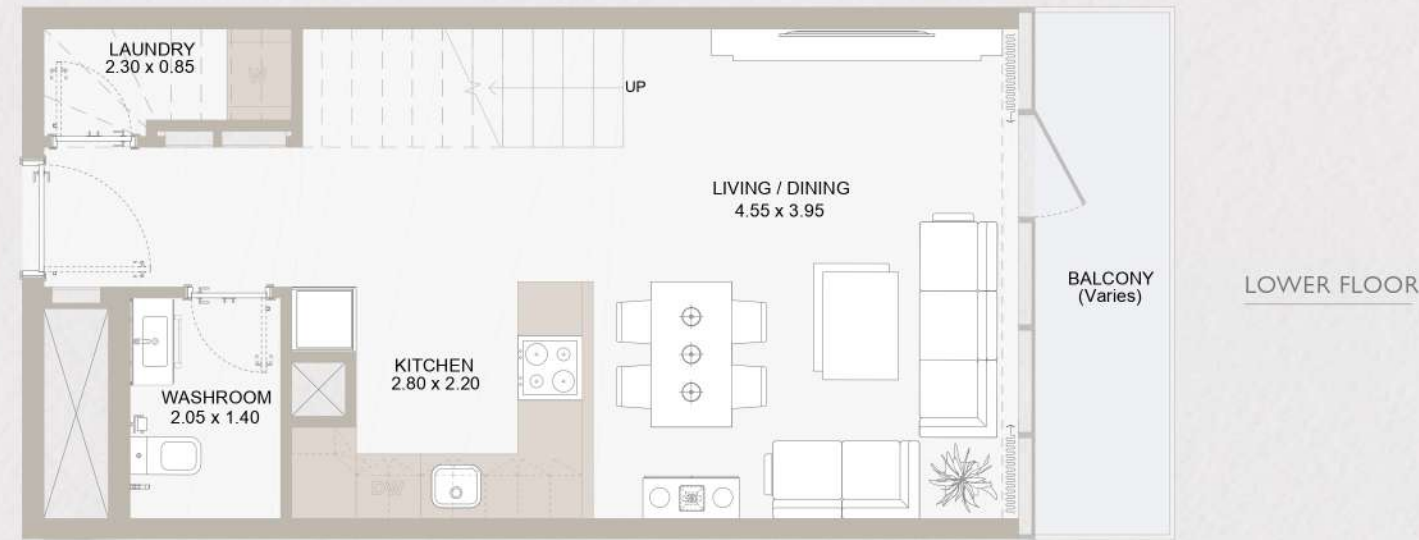 LAUNDRY
2.30 x 0.85
UP
LIVING / DINING
4.55 x 3.95
BALCONY
(Varies)
LOWER FLOOR
KITCHEN
2.80 x 2.20
WASHROOM
2.05 x 1.40
DW